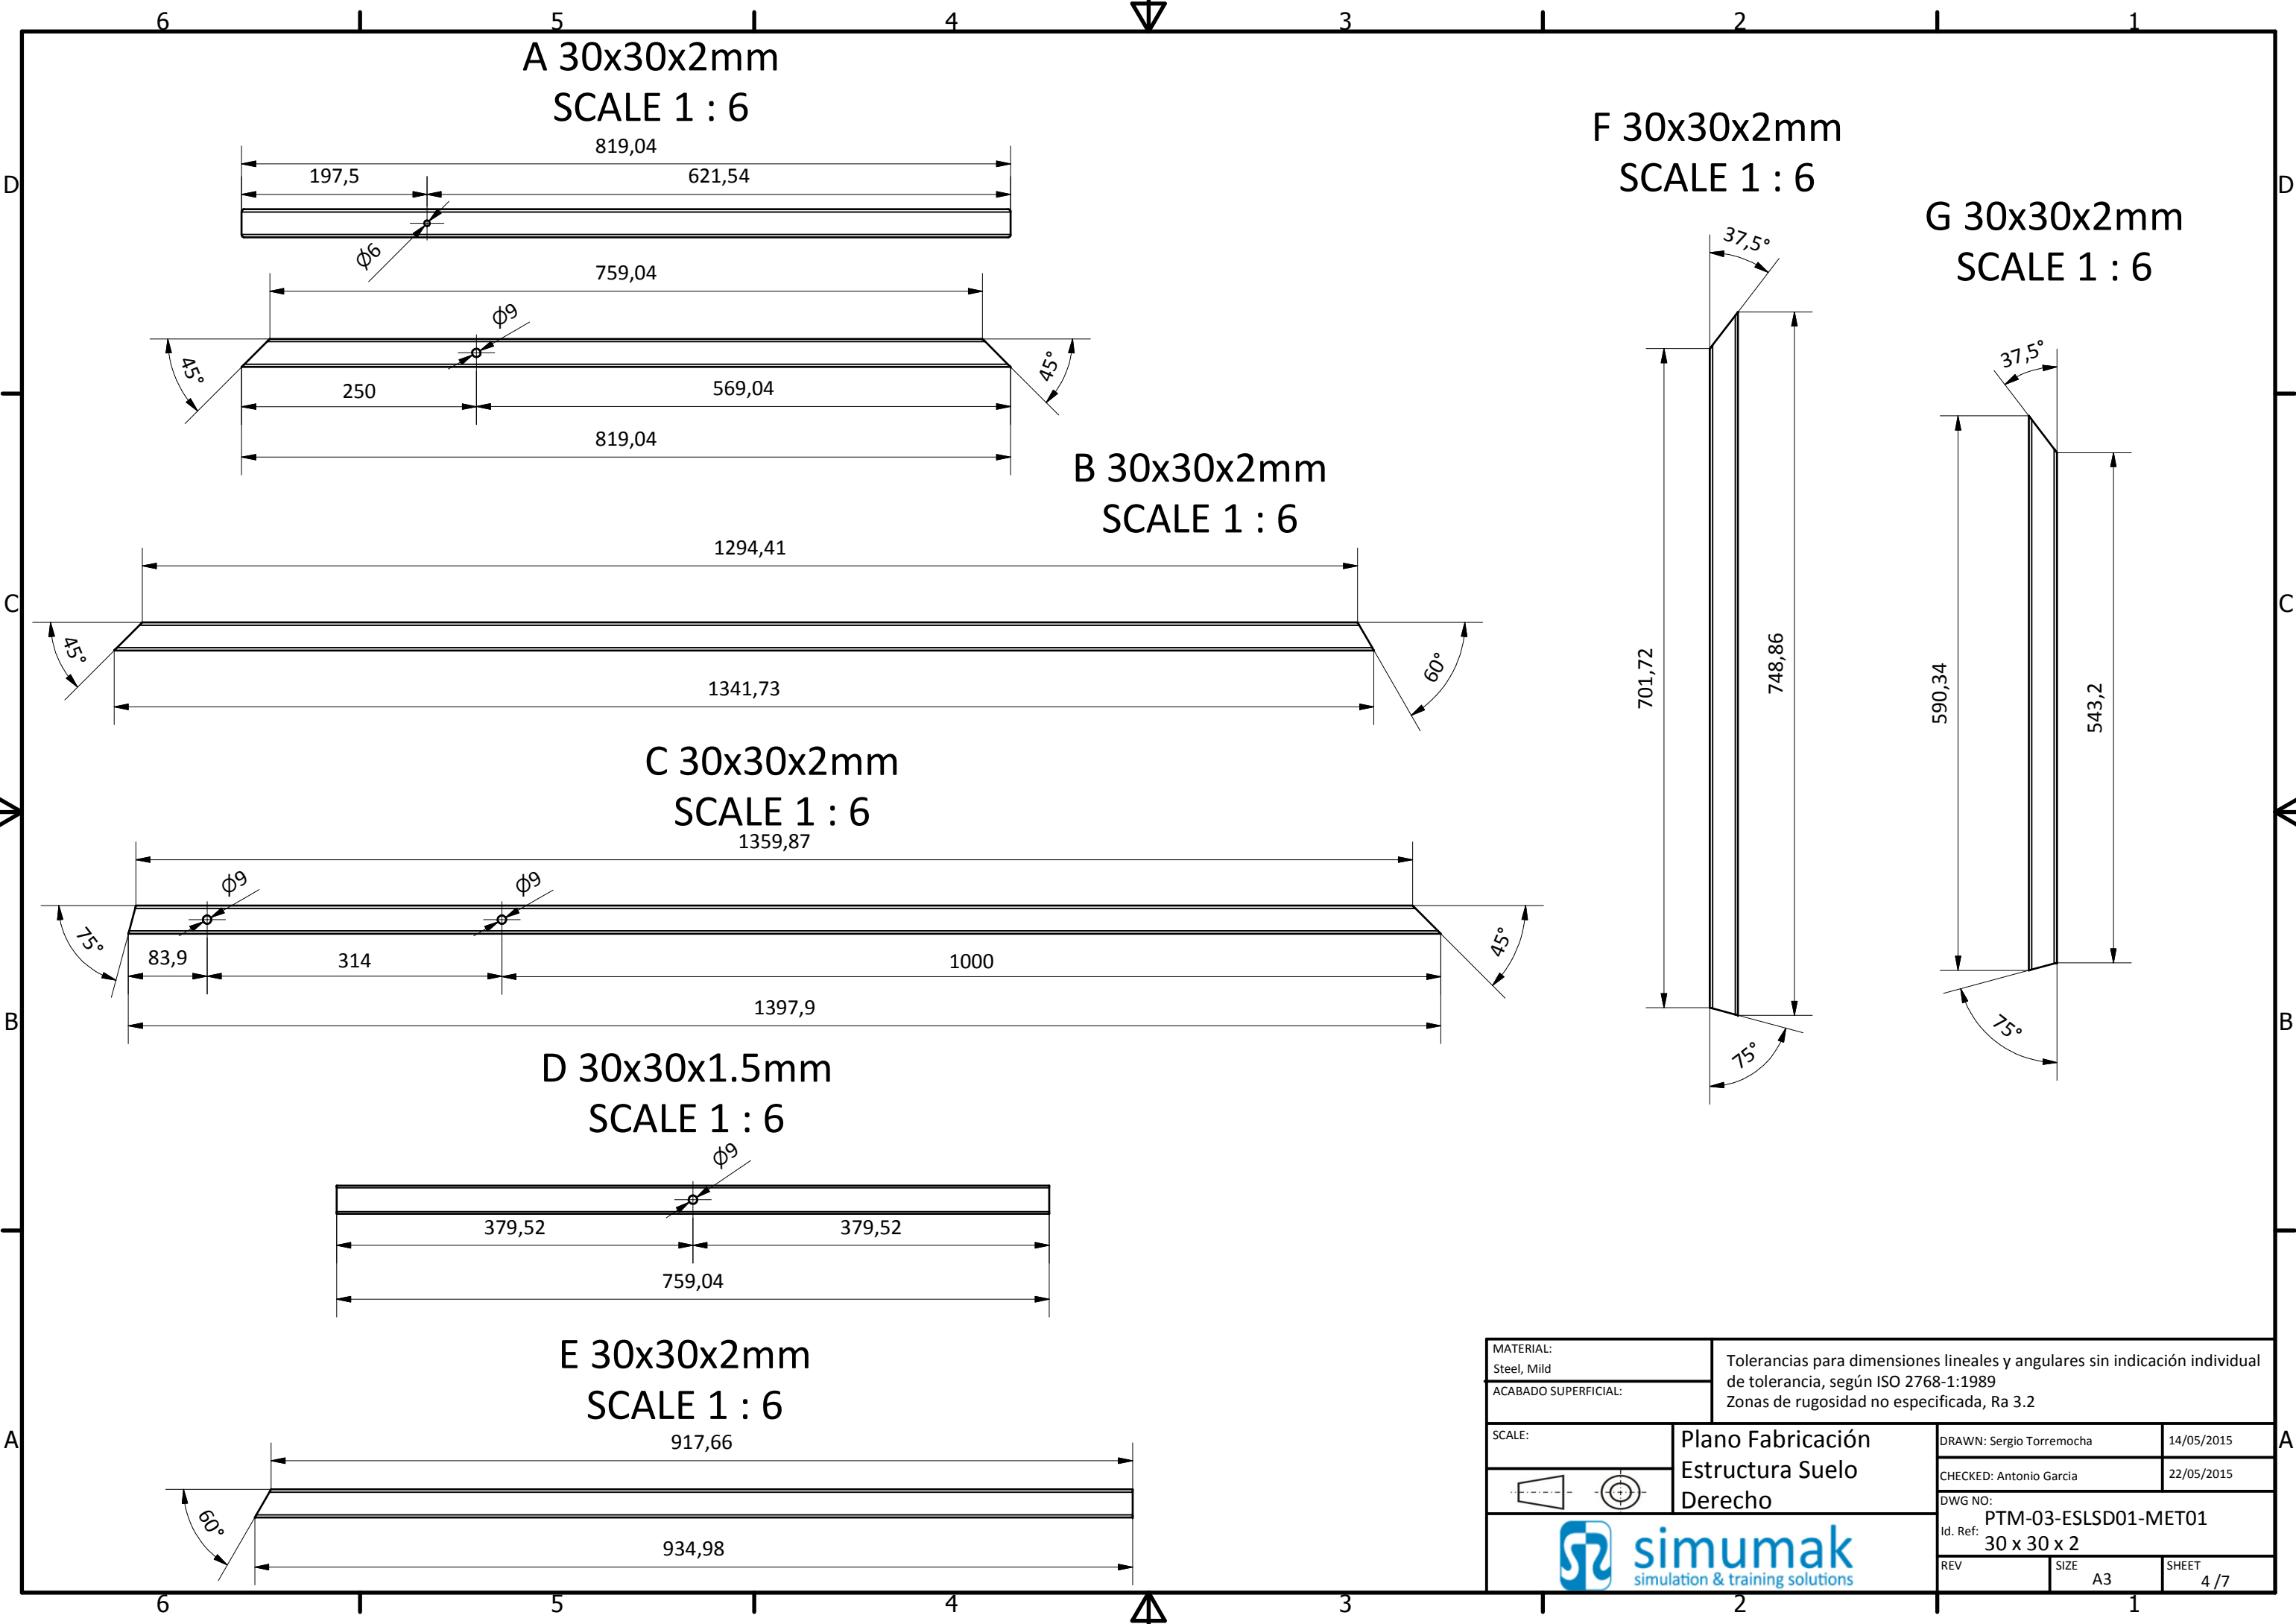 6 5 4 3 2 1
D
D
A 30x30x2mm
SCALE 1 : 6
819,04
197,5
621,54
Ø6
759,04
Ø9
45°
45°
250
569,04
819,04
B 30x30x2mm
SCALE 1 : 6
1294,41
45°
60°
1341,73
C
C
C 30x30x2mm
SCALE 1 : 6
1359,87
Ø9
Ø9
75°
45°
83,9
314
1000
1397,9
B
B
D 30x30x1.5mm
SCALE 1 : 6
Ø9
379,52
379,52
759,04
E 30x30x2mm
SCALE 1 : 6
917,66
60°
934,98
A
A
F 30x30x2mm
SCALE 1 : 6
37,5°
701,72
748,86
75°
G 30x30x2mm
SCALE 1 : 6
37,5°
590,34
543,2
75°
MATERIAL:
Steel, Mild
ACABADO SUPERFICIAL:
Tolerancias para dimensiones lineales y angulares sin indicación individual
de tolerancia, según ISO 2768-1:1989
Zonas de rugosidad no especificada, Ra 3.2
SCALE:
Plano Fabricación
Estructura Suelo
Derecho
DRAWN: Sergio Torremocha
14/05/2015
CHECKED: Antonio Garcia
22/05/2015
DWG NO:
PTM-03-ESLSD01-MET01
Id. Ref:
30 x 30 x 2
REV
SIZE
A3
SHEET
4 /7
simumak
simulation & training solutions
6 5 4 3 2 1